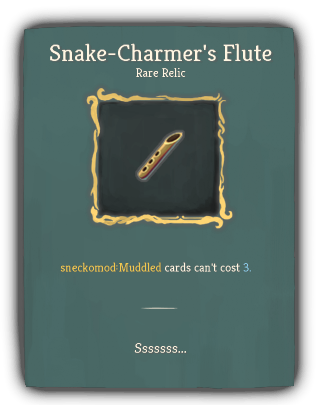 Snake-Charmer's Flute
Rare Relic
sneckomod:Muddled cards can't cost 3.
Sssssss...